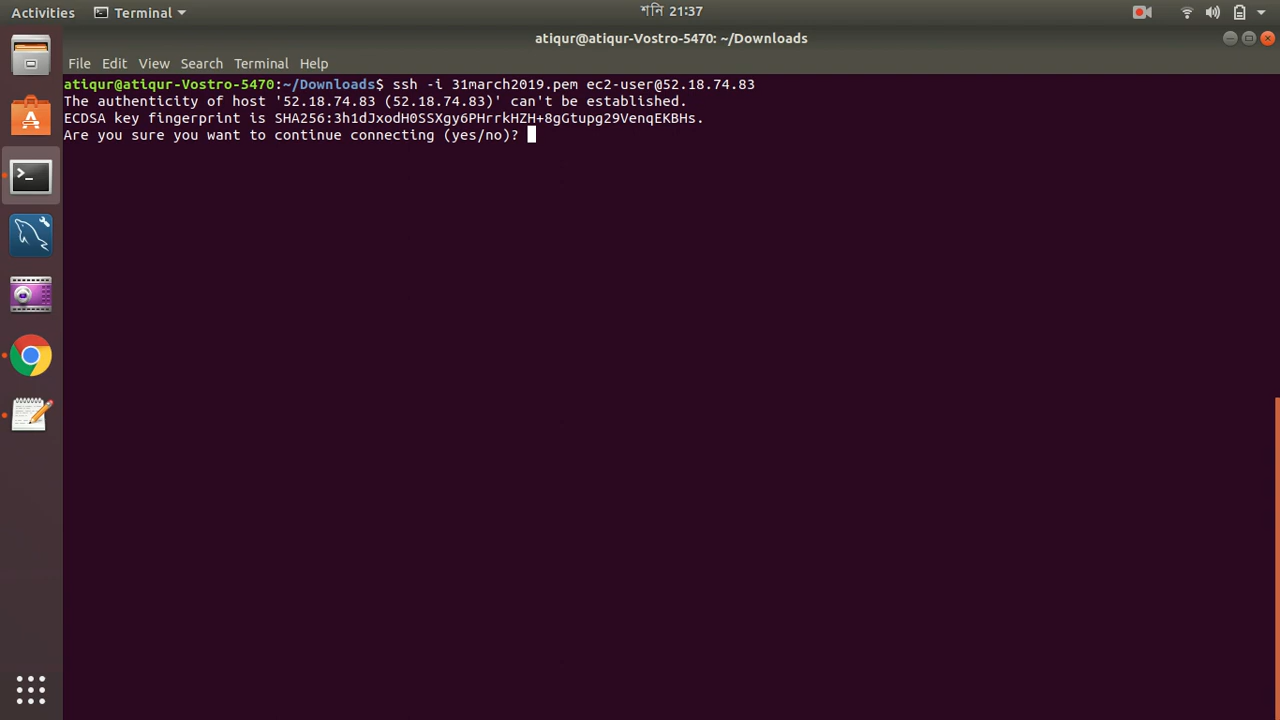 Activities Terminal শনি 21:37
atiqur@atiqur-Vostro-5470: ~/Downloads
File Edit View Search Terminal Help
atiqur@atiqur-Vostro-5470:~/Downloads$ ssh -i 31march2019.pem ec2-user@52.18.74.83
The authenticity of host '52.18.74.83 (52.18.74.83)' can't be established.
ECDSA key fingerprint is SHA256:3h1dJxodH0SSXgy6PHrrkHZH+8gGtupg29VenqEKBHs.
Are you sure you want to continue connecting (yes/no)?